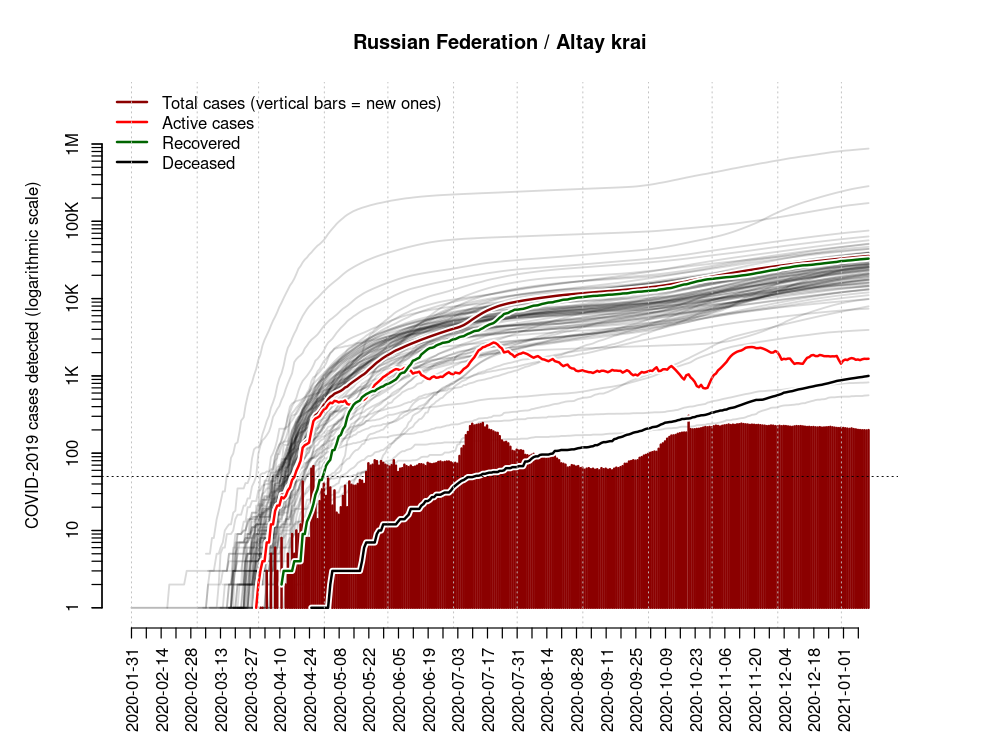 Russian Federation / Altay krai
Total cases (vertical bars = new ones)
Active cases
Recovered
Deceased
COVID-2019 cases detected (logarithmic scale)
1M
100K
10K
1K
100
10
1
2020-01-31
2020-02-14
2020-02-28
2020-03-13
2020-03-27
2020-04-10
2020-04-24
2020-05-08
2020-05-22
2020-06-05
2020-06-19
2020-07-03
2020-07-17
2020-07-31
2020-08-14
2020-08-28
2020-09-11
2020-09-25
2020-10-09
2020-10-23
2020-11-06
2020-11-20
2020-12-04
2020-12-18
2021-01-01